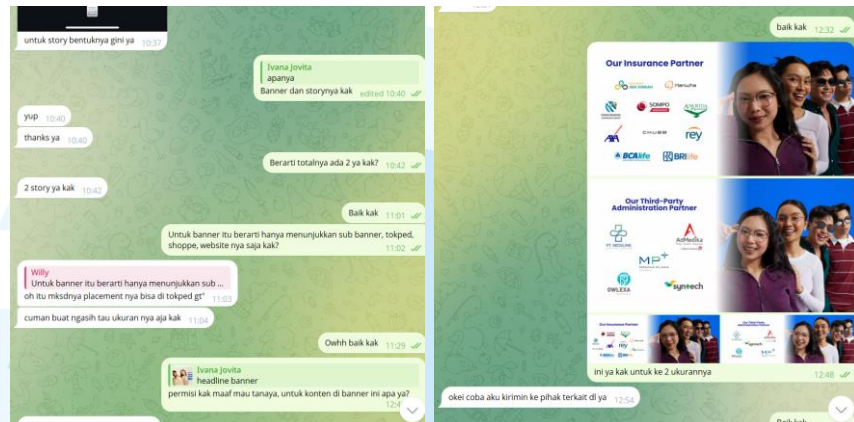 untuk story bentuknya gini ya 10:37
Ivana Jovita
apanya
Banner dan storynya kak edited 10:40
yup 10:40
thanks ya 10:40
Berarti totalnya ada 2 ya kak? 10:42
2 story ya kak 10:42
Baik kak 11:01
Untuk banner itu berarti hanya menunjukkan sub banner, tokped,
shoppe, website nya saja kak? 11:02
Willy
Untuk banner itu berarti hanya menunjukkan sub ...
oh itu mksdnya placement nya bisa di tokped gt" 11:03
cuman buat ngasih tau ukuran nya aja kak 11:04
Owhh baik kak 11:29
Ivana Jovita
headline banner
permisi kak maaf mau tanaya, untuk konten di banner ini apa ya?
baik kak 12:32
Our Insurance Partner
Hanwha
SOMPO
AXA
CHUBB
rey
BCAlife
BRI life
Our Third-Party
Administration Partner
AdMedika
MP+
OWLEXA
ini ya kak untuk ke 2 ukurannya
12:48
okei coba aku kirimin ke pihak terkait dl ya 12:54
Baik kak